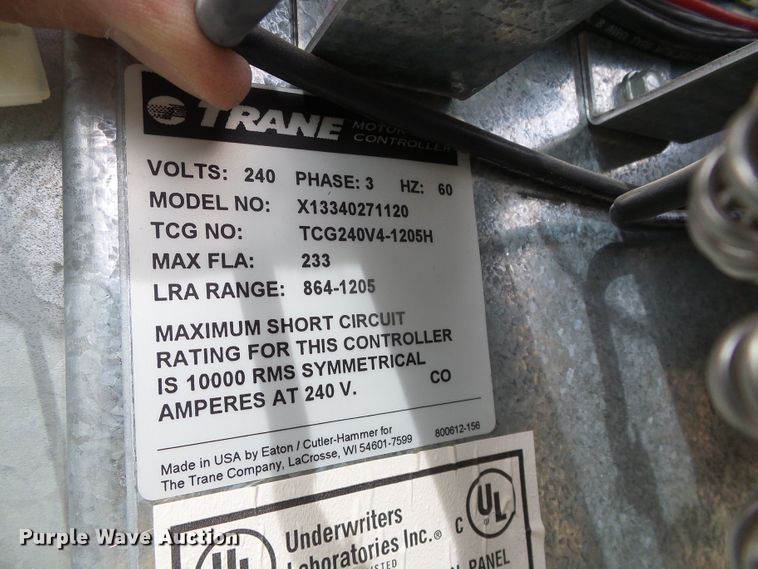 TRANE
MOTOR
CONTROLLER
VOLTS: 240 PHASE: 3 HZ: 60
MODEL NO: X13340271120
TCG NO: TCG240V4-1205H
MAX FLA: 233
LRA RANGE: 864-1205
MAXIMUM SHORT CIRCUIT
RATING FOR THIS CONTROLLER
IS 10000 RMS SYMMETRICAL
AMPERES AT 240 V. CO
Made in USA by Eaton / Cutler-Hammer for
The Trane Company, LaCrosse, WI 54601-7599 800612-156
UL Underwriters
Laboratories Inc.® C UL
LISTED
PANEL
Purple Wave Auction